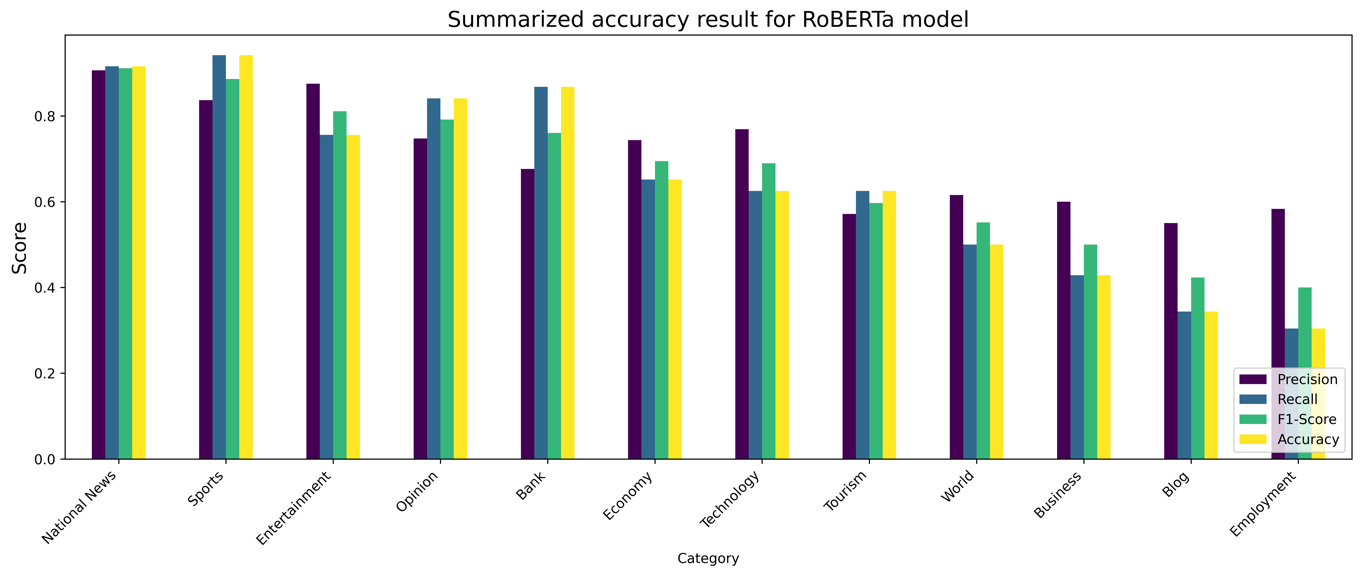 Summarized accuracy result for RoBERTa model
Score
0.8
0.6
0.4
0.2
0.0
Precision
Recall
F1-Score
Accuracy
National News
Sports
Entertainment
Opinion
Bank
Economy
Technology
Tourism
World
Business
Blog
Employment
Category